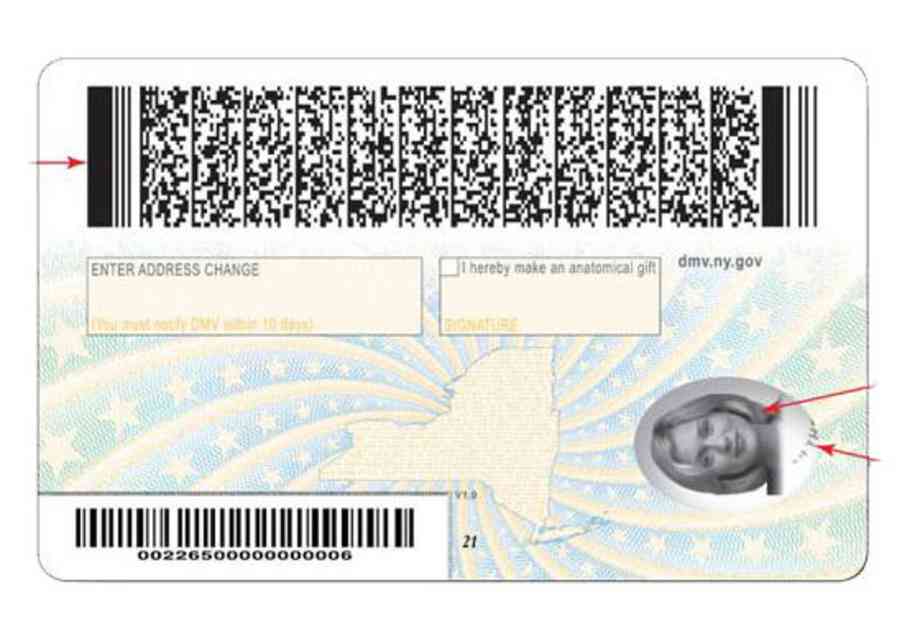 ENTER ADDRESS CHANGE
(You must notify DMV within 10 days)
I hereby make an anatomical gift
SIGNATURE
dmv.ny.gov
V1.0
21
00226500000000006